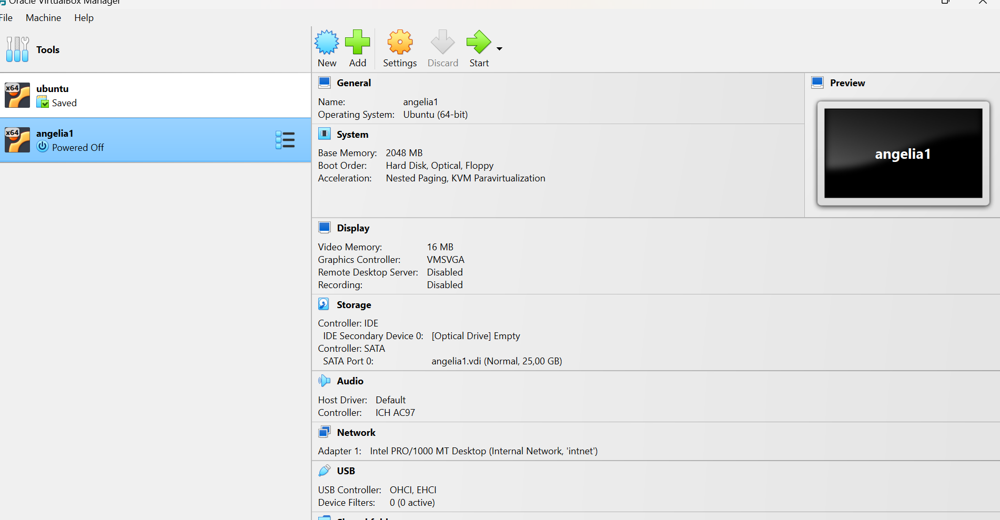 Oracle VirtualBox Manager
File Machine Help
Tools
New Add Settings Discard Start
x64
ubuntu
Saved
x64
angelia1
Powered Off
General
Name: angelia1
Operating System: Ubuntu (64-bit)
System
Base Memory: 2048 MB
Boot Order: Hard Disk, Optical, Floppy
Acceleration: Nested Paging, KVM Paravirtualization
Preview
angelia1
Display
Video Memory: 16 MB
Graphics Controller: VMSVGA
Remote Desktop Server: Disabled
Recording: Disabled
Storage
Controller: IDE
IDE Secondary Device 0: [Optical Drive] Empty
Controller: SATA
SATA Port 0: angelia1.vdi (Normal, 25,00 GB)
Audio
Host Driver: Default
Controller: ICH AC97
Network
Adapter 1: Intel PRO/1000 MT Desktop (Internal Network, 'intnet')
USB
USB Controller: OHCI, EHCI
Device Filters: 0 (0 active)